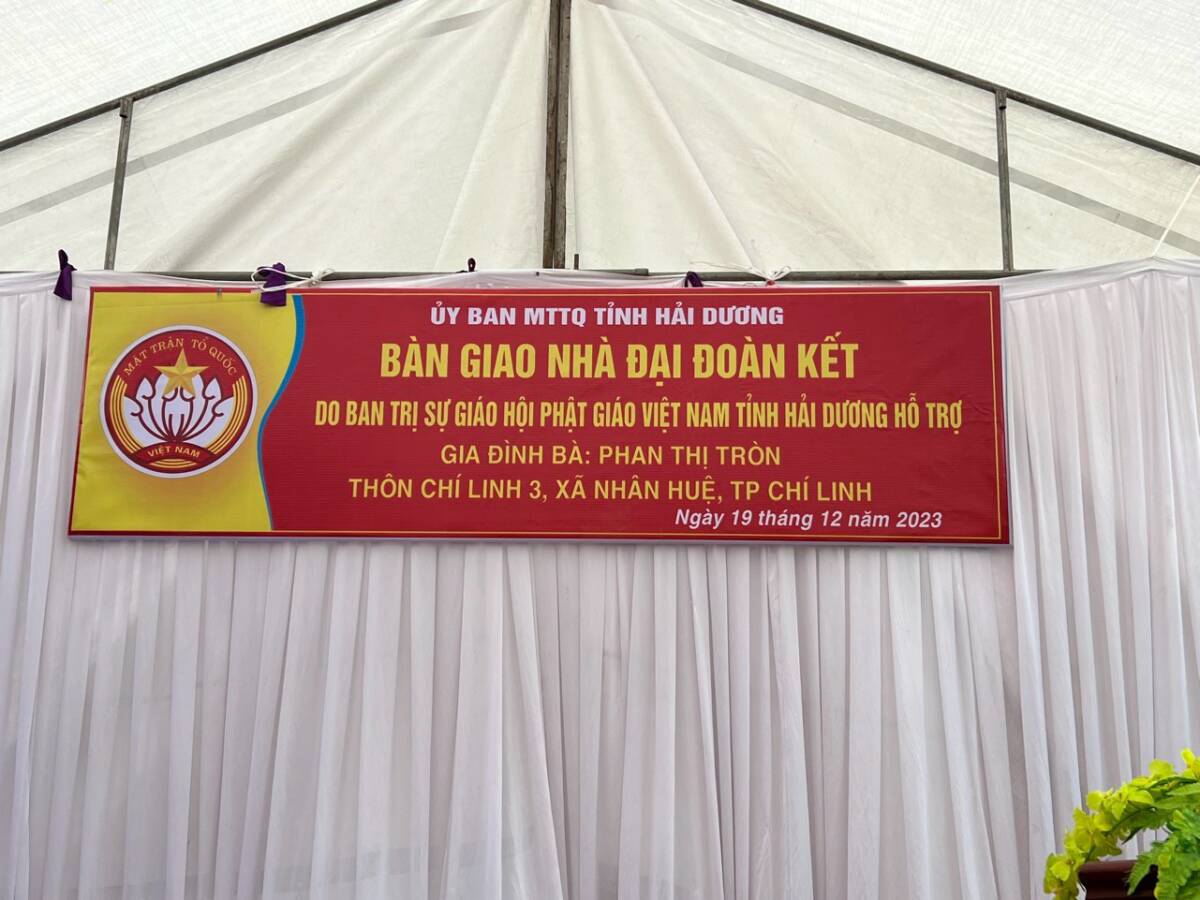 ỦY BAN MTTQ TỈNH HẢI DƯƠNG
BÀN GIAO NHÀ ĐẠI ĐOÀN KẾT
DO BAN TRỊ SỰ GIÁO HỘI PHẬT GIÁO VIỆT NAM TỈNH HẢI DƯƠNG HỖ TRỢ
GIA ĐÌNH BÀ: PHAN THỊ TRÒN
THÔN CHÍ LINH 3, XÃ NHÂN HUỆ, TP CHÍ LINH
Ngày 19 tháng 12 năm 2023
MẶT TRẬN TỔ QUỐC
VIỆT NAM